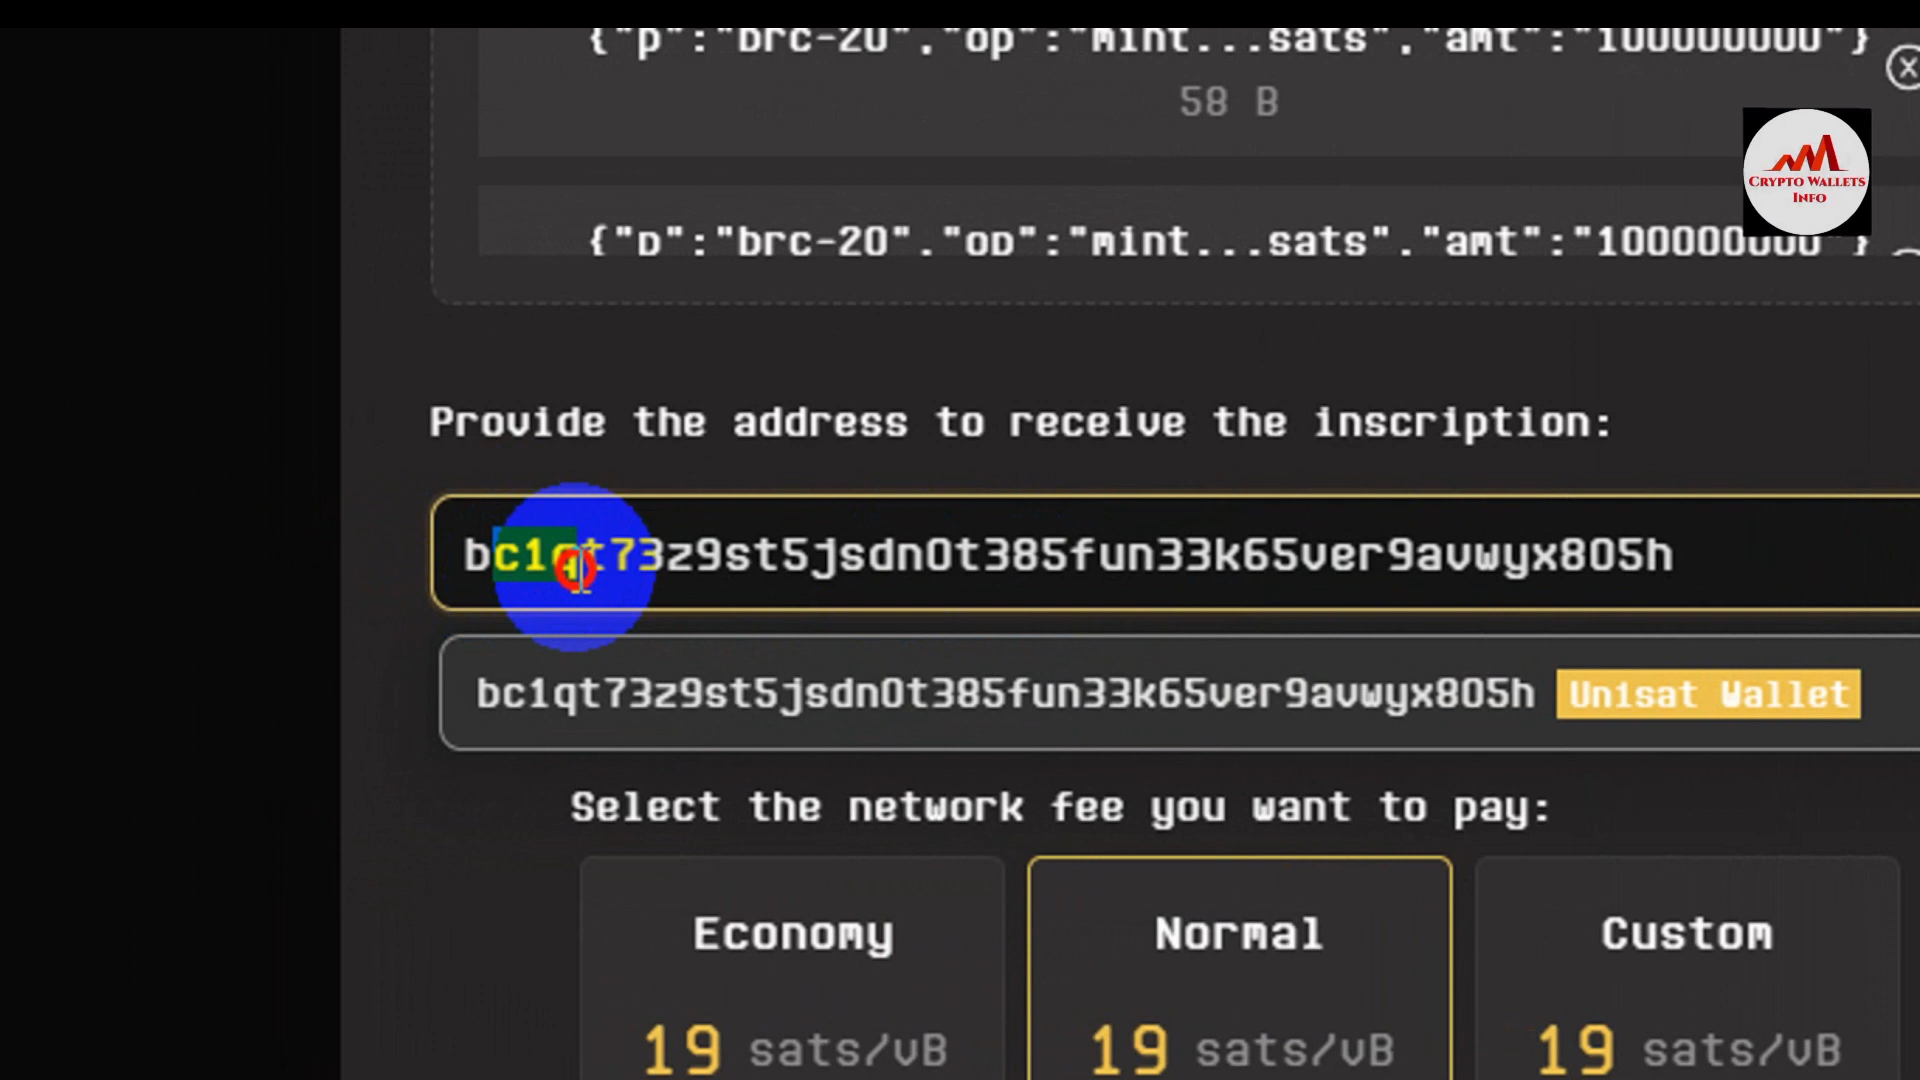 {"p":"brc-20","op":"mint...sats","amt":"100000000"}
58 B
CRYPTO WALLETS
INFO
{"p":"brc-20","op":"mint...sats","amt":"100000000"}
Provide the address to receive the inscription:
bc1qt73z9st5jsdn0t385fun33k65ver9avwyx805h
bc1qt73z9st5jsdn0t385fun33k65ver9avwyx805h Unisat Wallet
Select the network fee you want to pay:
Economy Normal Custom
19 sats/vB 19 sats/vB 19 sats/vB